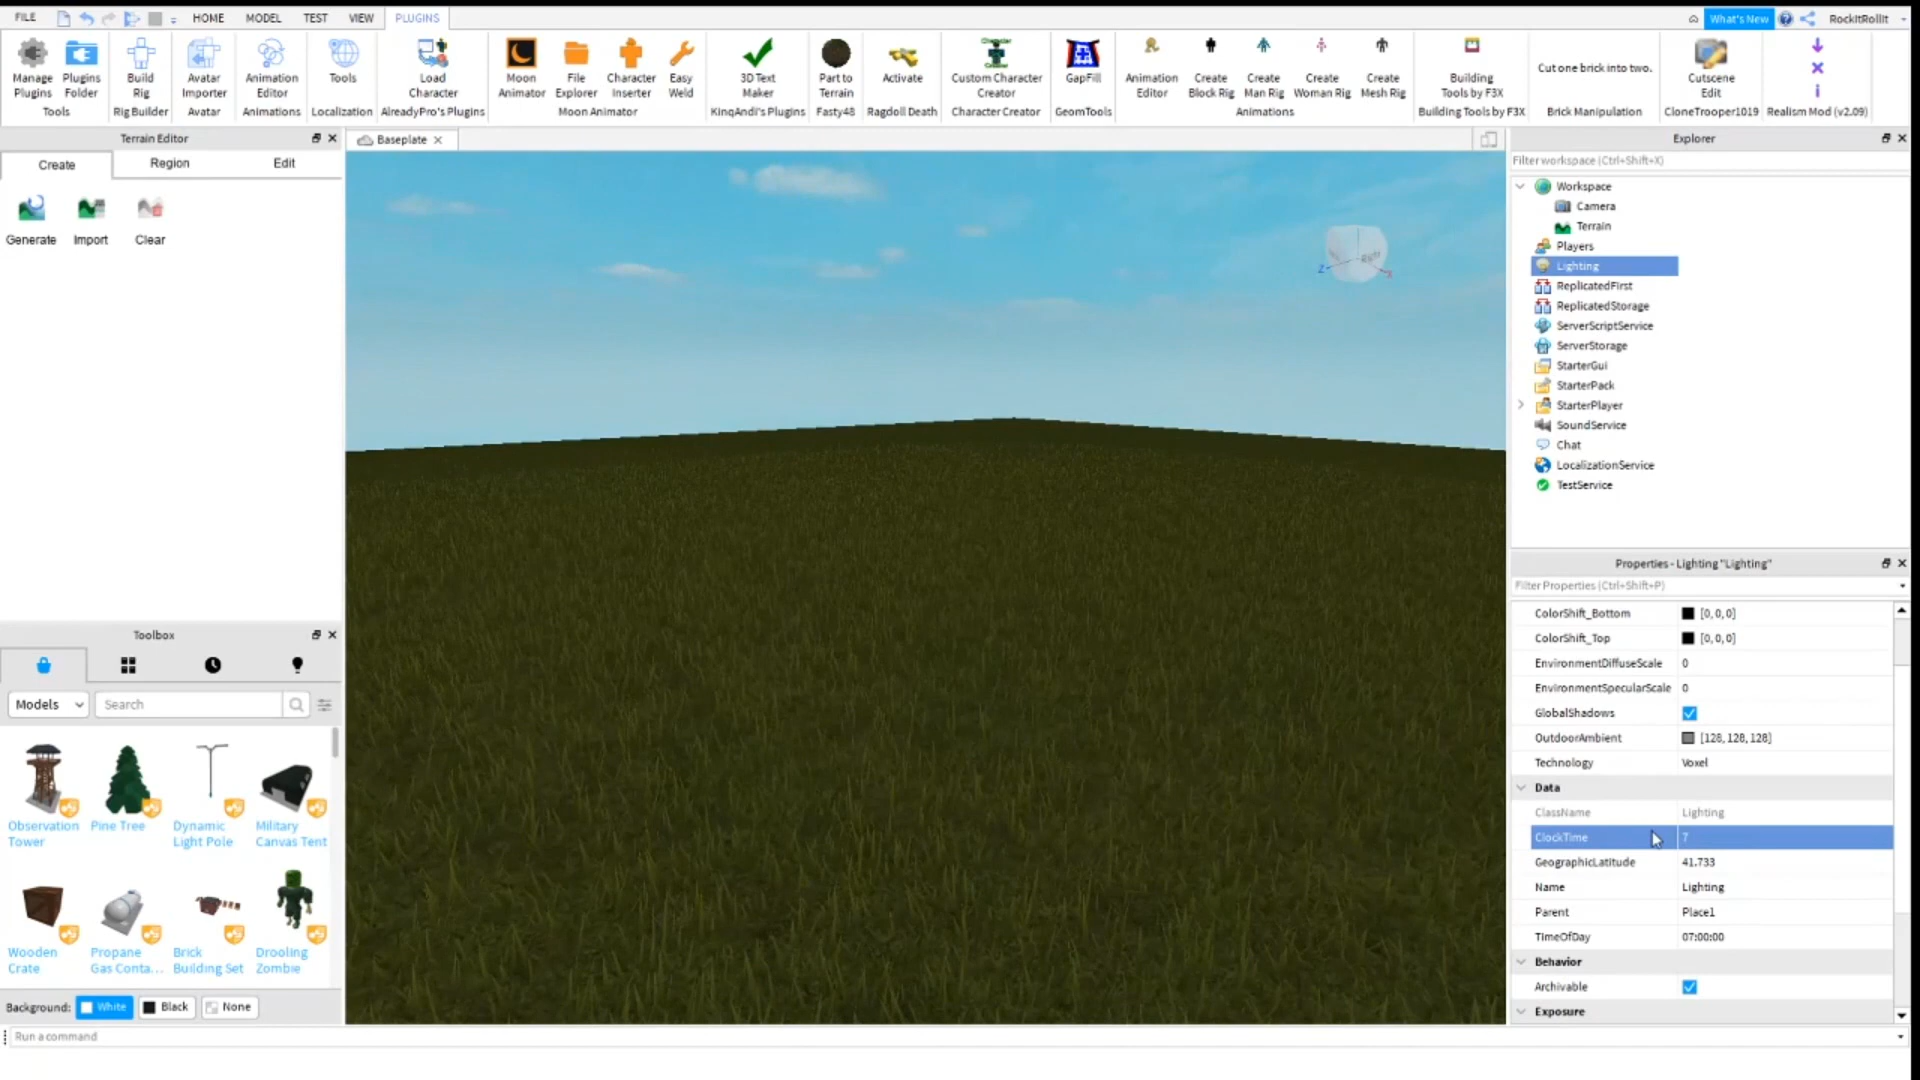 FILE HOME MODEL TEST VIEW PLUGINS What's New RockItRollIt
Manage Plugins
Plugins Folder
Build Rig
Avatar Importer
Animation Editor
Tools
Load Character
Moon Animator
File Explorer
Character Inserter
Easy Weld
3D Text Maker
Part to Terrain
Activate
Custom Character Creator
GapFill
Animation Editor
Create Block Rig
Create Man Rig
Create Woman Rig
Create Mesh Rig
Building Tools by F3X
Cut one brick into two.
Cutscene Edit
Tools Rig Builder Avatar Animations Localization AlreadyPro's Plugins Moon Animator KinqAndi's Plugins Fasty48 Ragdoll Death Character Creator GeomTools Animations Building Tools by F3X Brick Manipulation CloneTrooper1019 Realism Mod (v2.09)
Terrain Editor
Create Region Edit
Generate Import Clear
Baseplate
Right
Z
X
Explorer
Filter workspace (Ctrl+Shift+X)
Workspace
Camera
Terrain
Players
Lighting
ReplicatedFirst
ReplicatedStorage
ServerScriptService
ServerStorage
StarterGui
StarterPack
StarterPlayer
SoundService
Chat
LocalizationService
TestService
Properties - Lighting "Lighting"
Filter Properties (Ctrl+Shift+P)
ColorShift_Bottom [0, 0, 0]
ColorShift_Top [0, 0, 0]
EnvironmentDiffuseScale 0
EnvironmentSpecularScale 0
GlobalShadows
OutdoorAmbient [128, 128, 128]
Technology Voxel
Data
ClassName Lighting
ClockTime 7
GeographicLatitude 41.733
Name Lighting
Parent Place1
TimeOfDay 07:00:00
Behavior
Archivable
Exposure
Toolbox
Models Search
Observation Tower
Pine Tree
Dynamic Light Pole
Military Canvas Tent
Wooden Crate
Propane Gas Conta...
Brick Building Set
Drooling Zombie
Background: White Black None
Run a command